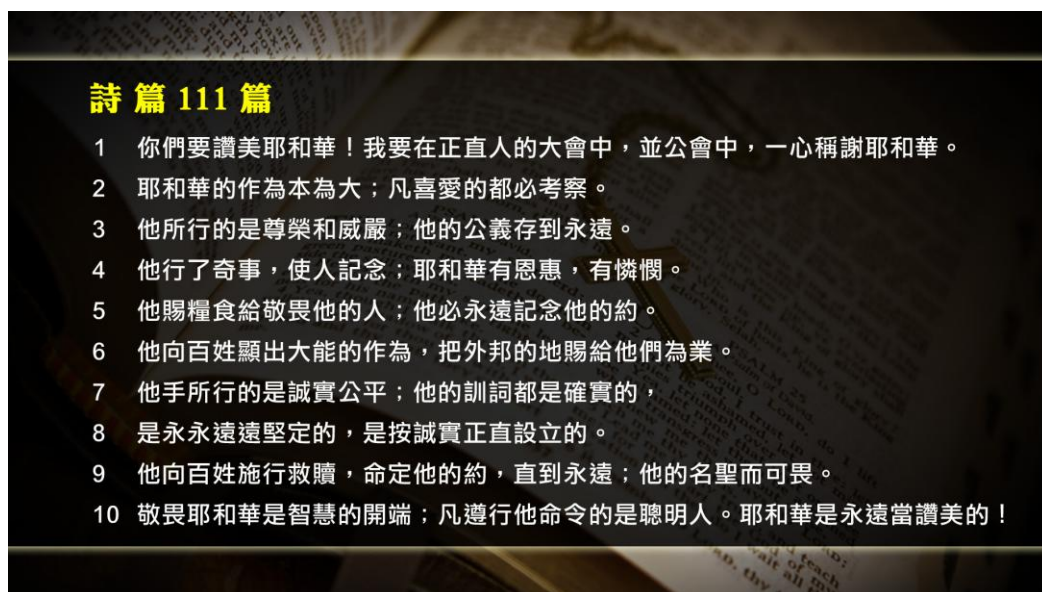 詩篇 111 篇
1 你們要讚美耶和華！我要在正直人的大會中，並公會中，一心稱謝耶和華。
2 耶和華的作為本為大；凡喜愛的都必考察。
3 他所行的是尊榮和威嚴；他的公義存到永遠。
4 他行了奇事，使人記念；耶和華有恩惠，有憐憫。
5 他賜糧食給敬畏他的人；他必永遠記念他的約。
6 他向百姓顯出大能的作為，把外邦的地賜給他們為業。
7 他手所行的是誠實公平；他的訓詞都是確實的，
8 是永永遠遠堅定的，是按誠實正直設立的。
9 他向百姓施行救贖，命定他的約，直到永遠；他的名聖而可畏。
10 敬畏耶和華是智慧的開端；凡遵行他命令的是聰明人。耶和華是永遠當讚美的！